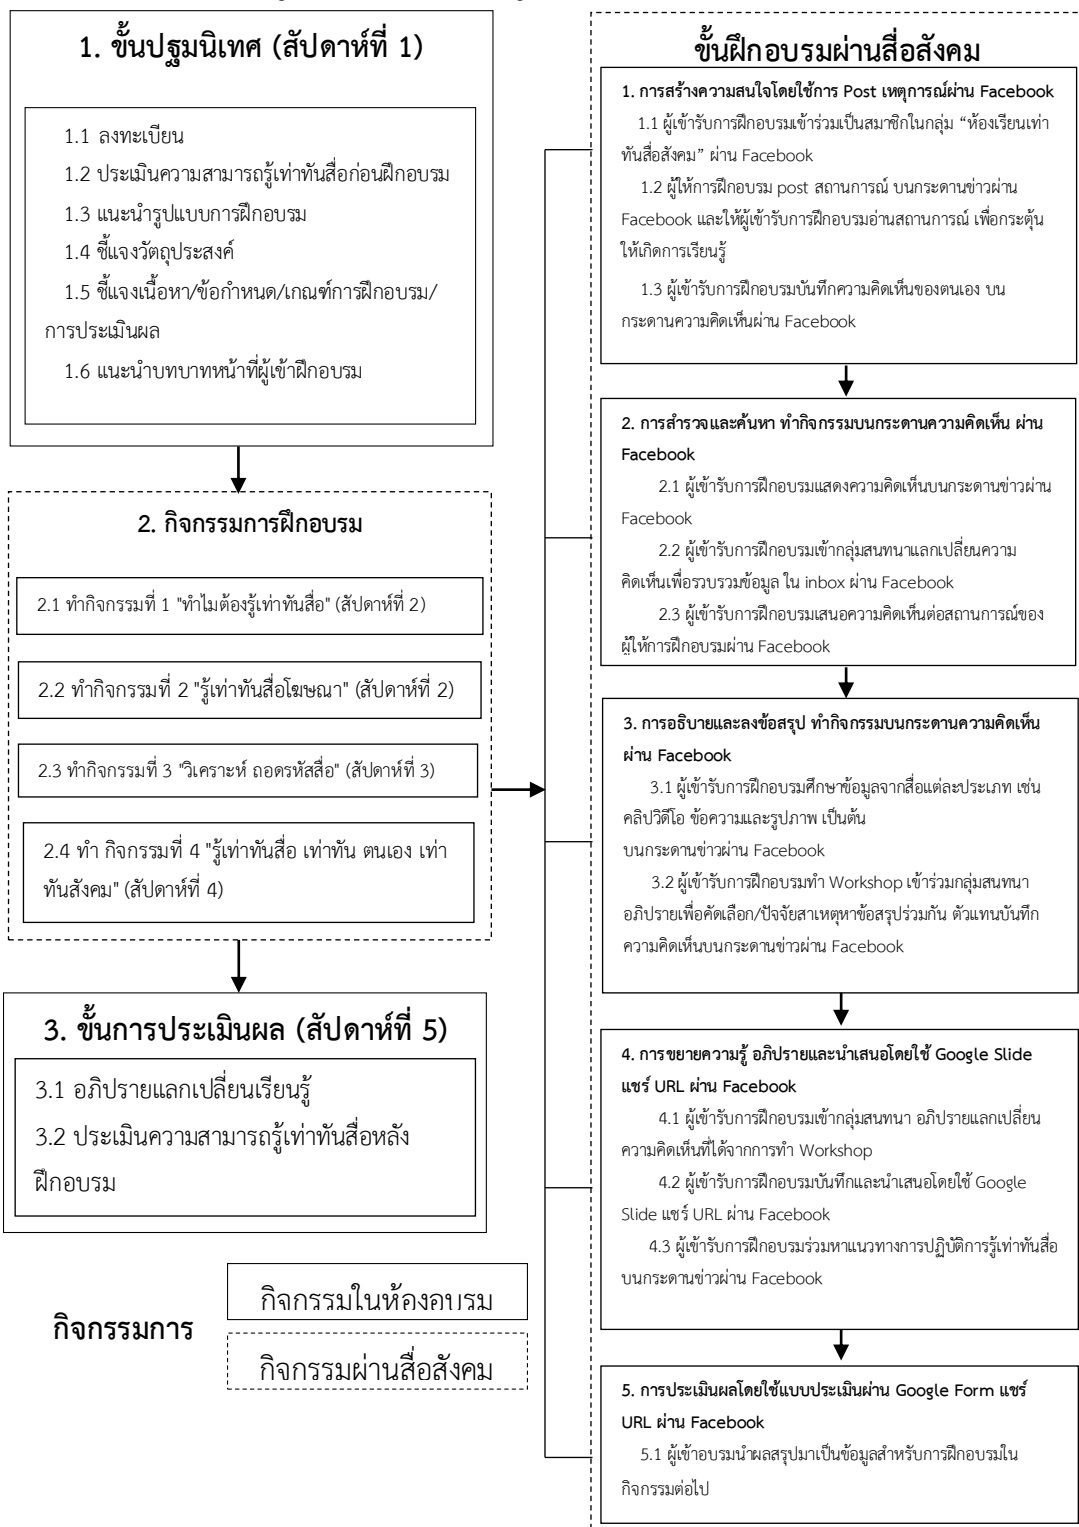 1. ขั้นปฐมนิเทศ (สัปดาห์ที่ 1)
1.1 ลงทะเบียน
1.2 ประเมินความสามารถรู้เท่าทันสื่อก่อนฝึกอบรม
1.3 แนะนำรูปแบบการฝึกอบรม
1.4 ชี้แจงวัตถุประสงค์
1.5 ชี้แจงเนื้อหา/ข้อกำหนด/เกณฑ์การฝึกอบรม/
การประเมินผล
1.6 แนะนำบทบาทหน้าที่ผู้เข้าฝึกอบรม
2. กิจกรรมการฝึกอบรม
2.1 ทำกิจกรรมที่ 1 "ทำไมต้องรู้เท่าทันสื่อ" (สัปดาห์ที่ 2)
2.2 ทำกิจกรรมที่ 2 "รู้เท่าทันสื่อโฆษณา" (สัปดาห์ที่ 2)
2.3 ทำกิจกรรมที่ 3 "วิเคราะห์ ถอดรหัสสื่อ" (สัปดาห์ที่ 3)
2.4 ทำ กิจกรรมที่ 4 "รู้เท่าทันสื่อ เท่าทัน ตนเอง เท่า
ทันสังคม" (สัปดาห์ที่ 4)
3. ขั้นการประเมินผล (สัปดาห์ที่ 5)
3.1 อภิปรายแลกเปลี่ยนเรียนรู้
3.2 ประเมินความสามารถรู้เท่าทันสื่อหลัง
ฝึกอบรม
กิจกรรมการ
กิจกรรมในห้องอบรม
กิจกรรมผ่านสื่อสังคม
ขั้นฝึกอบรมผ่านสื่อสังคม
1. การสร้างความสนใจโดยใช้การ Post เหตุการณ์ผ่าน Facebook
1.1 ผู้เข้ารับการฝึกอบรมเข้าร่วมเป็นสมาชิกในกลุ่ม “ห้องเรียนเท่า
ทันสื่อสังคม” ผ่าน Facebook
1.2 ผู้ให้การฝึกอบรม post สถานการณ์ บนกระดานข่าวผ่าน
Facebook และให้ผู้เข้ารับการฝึกอบรมอ่านสถานการณ์ เพื่อกระตุ้น
ให้เกิดการเรียนรู้
1.3 ผู้เข้ารับการฝึกอบรมบันทึกความคิดเห็นของตนเอง บน
กระดานความคิดเห็นผ่าน Facebook
2. การสำรวจและค้นหา ทำกิจกรรมบนกระดานความคิดเห็น ผ่าน
Facebook
2.1 ผู้เข้ารับการฝึกอบรมแสดงความคิดเห็นบนกระดานข่าวผ่าน
Facebook
2.2 ผู้เข้ารับการฝึกอบรมเข้ากลุ่มสนทนาแลกเปลี่ยนความ
คิดเห็นเพื่อรวบรวมข้อมูล ใน inbox ผ่าน Facebook
2.3 ผู้เข้ารับการฝึกอบรมเสนอความคิดเห็นต่อสถานการณ์ของ
ผู้ให้การฝึกอบรมผ่าน Facebook
3. การอธิบายและลงข้อสรุป ทำกิจกรรมบนกระดานความคิดเห็น
ผ่าน Facebook
3.1 ผู้เข้ารับการฝึกอบรมศึกษาข้อมูลจากสื่อแต่ละประเภท เช่น
คลิปวิดีโอ ข้อความและรูปภาพ เป็นต้น
บนกระดานข่าวผ่าน Facebook
3.2 ผู้เข้ารับการฝึกอบรมทำ Workshop เข้าร่วมกลุ่มสนทนา
อภิปรายเพื่อคัดเลือก/ปัจจัยสาเหตุหาข้อสรุปร่วมกัน ตัวแทนบันทึก
ความคิดเห็นบนกระดานข่าวผ่าน Facebook
4. การขยายความรู้ อภิปรายและนำเสนอโดยใช้ Google Slide
แชร์ URL ผ่าน Facebook
4.1 ผู้เข้ารับการฝึกอบรมเข้ากลุ่มสนทนา อภิปรายแลกเปลี่ยน
ความคิดเห็นที่ได้จากการทำ Workshop
4.2 ผู้เข้ารับการฝึกอบรมบันทึกและนำเสนอโดยใช้ Google
Slide แชร์ URL ผ่าน Facebook
4.3 ผู้เข้ารับการฝึกอบรมร่วมหาแนวทางการปฏิบัติการรู้เท่าทันสื่อ
บนกระดานข่าวผ่าน Facebook
5. การประเมินผลโดยใช้แบบประเมินผ่าน Google Form แชร์
URL ผ่าน Facebook
5.1 ผู้เข้าอบรมนำผลสรุปมาเป็นข้อมูลสำหรับการฝึกอบรมใน
กิจกรรมต่อไป